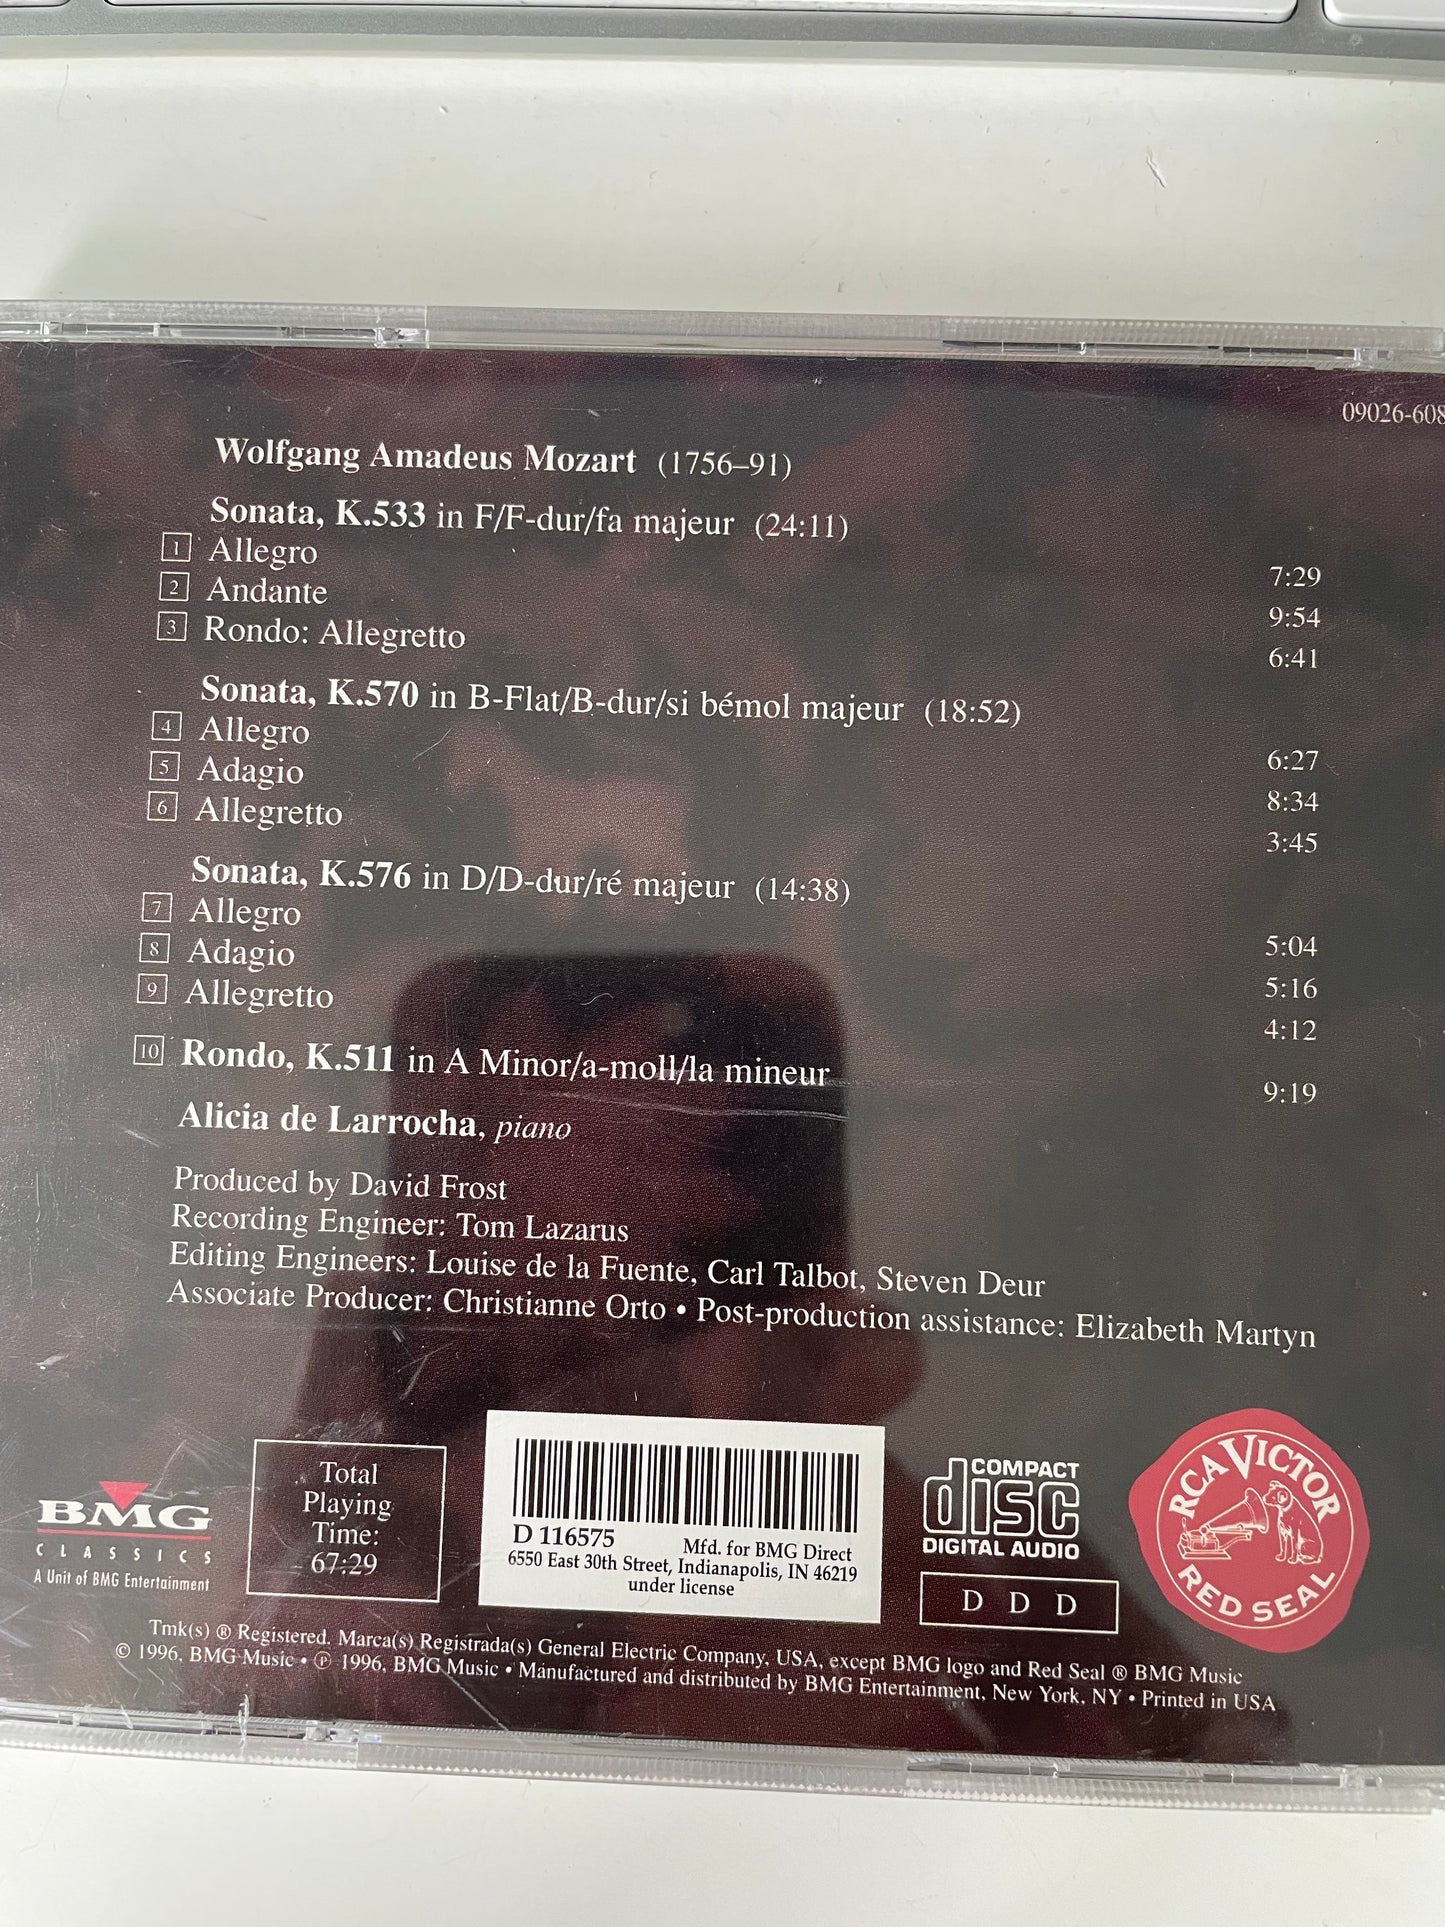 09026-608
Wolfgang Amadeus Mozart (1756–91)
Sonata, K.533 in F/F-dur/fa majeur (24:11)
1 Allegro 7:29
2 Andante 9:54
3 Rondo: Allegretto 6:41
Sonata, K.570 in B-Flat/B-dur/si bémol majeur (18:52)
4 Allegro 6:27
5 Adagio 8:34
6 Allegretto 3:45
Sonata, K.576 in D/D-dur/ré majeur (14:38)
7 Allegro 5:04
8 Adagio 5:16
9 Allegretto 4:12
10 Rondo, K.511 in A Minor/a-moll/la mineur 9:19
Alicia de Larrocha, piano
Produced by David Frost
Recording Engineer: Tom Lazarus
Editing Engineers: Louise de la Fuente, Carl Talbot, Steven Deur
Associate Producer: Christianne Orto • Post-production assistance: Elizabeth Martyn
BMG
CLASSICS
A Unit of BMG Entertainment
Total
Playing
Time:
67:29
D 116575 Mfd. for BMG Direct
6550 East 30th Street, Indianapolis, IN 46219
under license
COMPACT
disc
DIGITAL AUDIO
D D D
RCA VICTOR
RED SEAL
Tmk(s) ® Registered. Marca(s) Registrada(s) General Electric Company, USA, except BMG logo and Red Seal ® BMG Music
© 1996, BMG Music • ℗ 1996, BMG Music • Manufactured and distributed by BMG Entertainment, New York, NY • Printed in USA